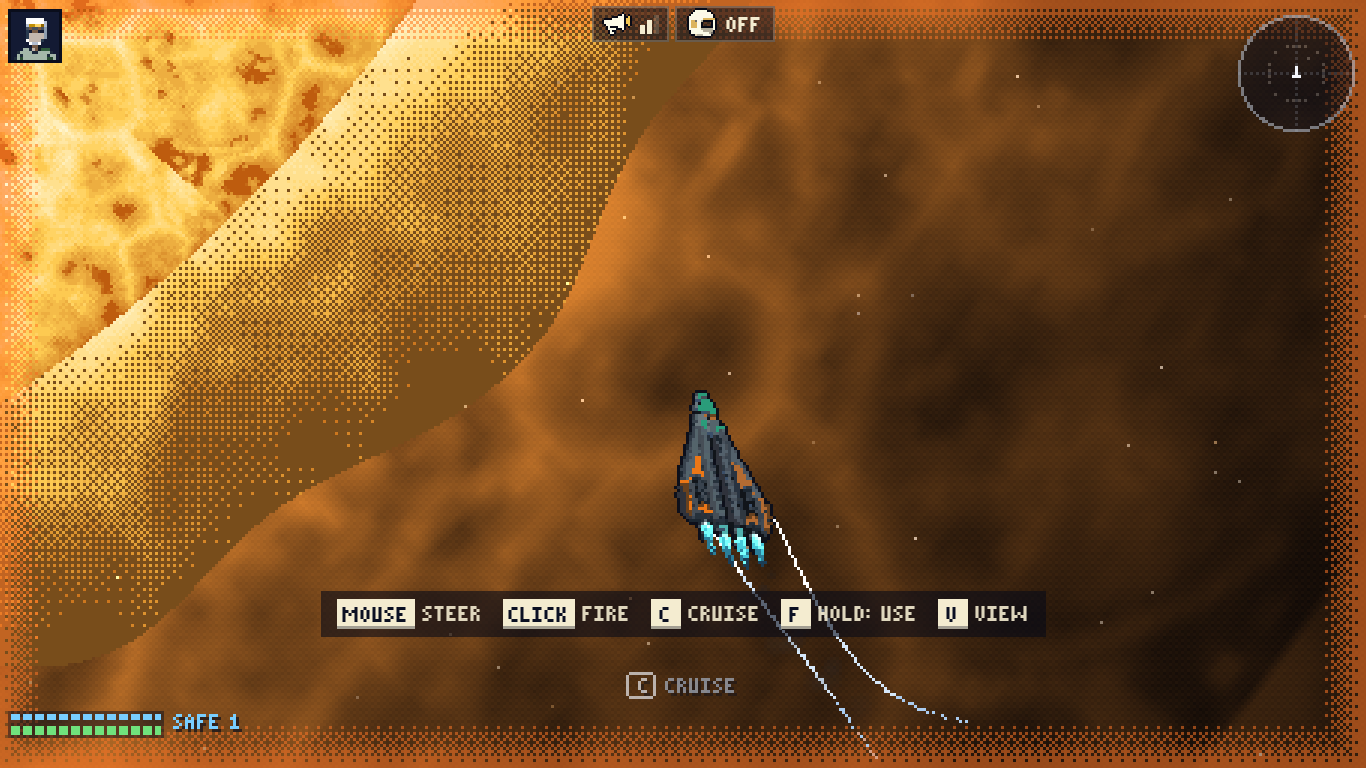 OFF
MOUSE STEER CLICK FIRE C CRUISE F HOLD: USE V VIEW
C CRUISE
SAFE 1